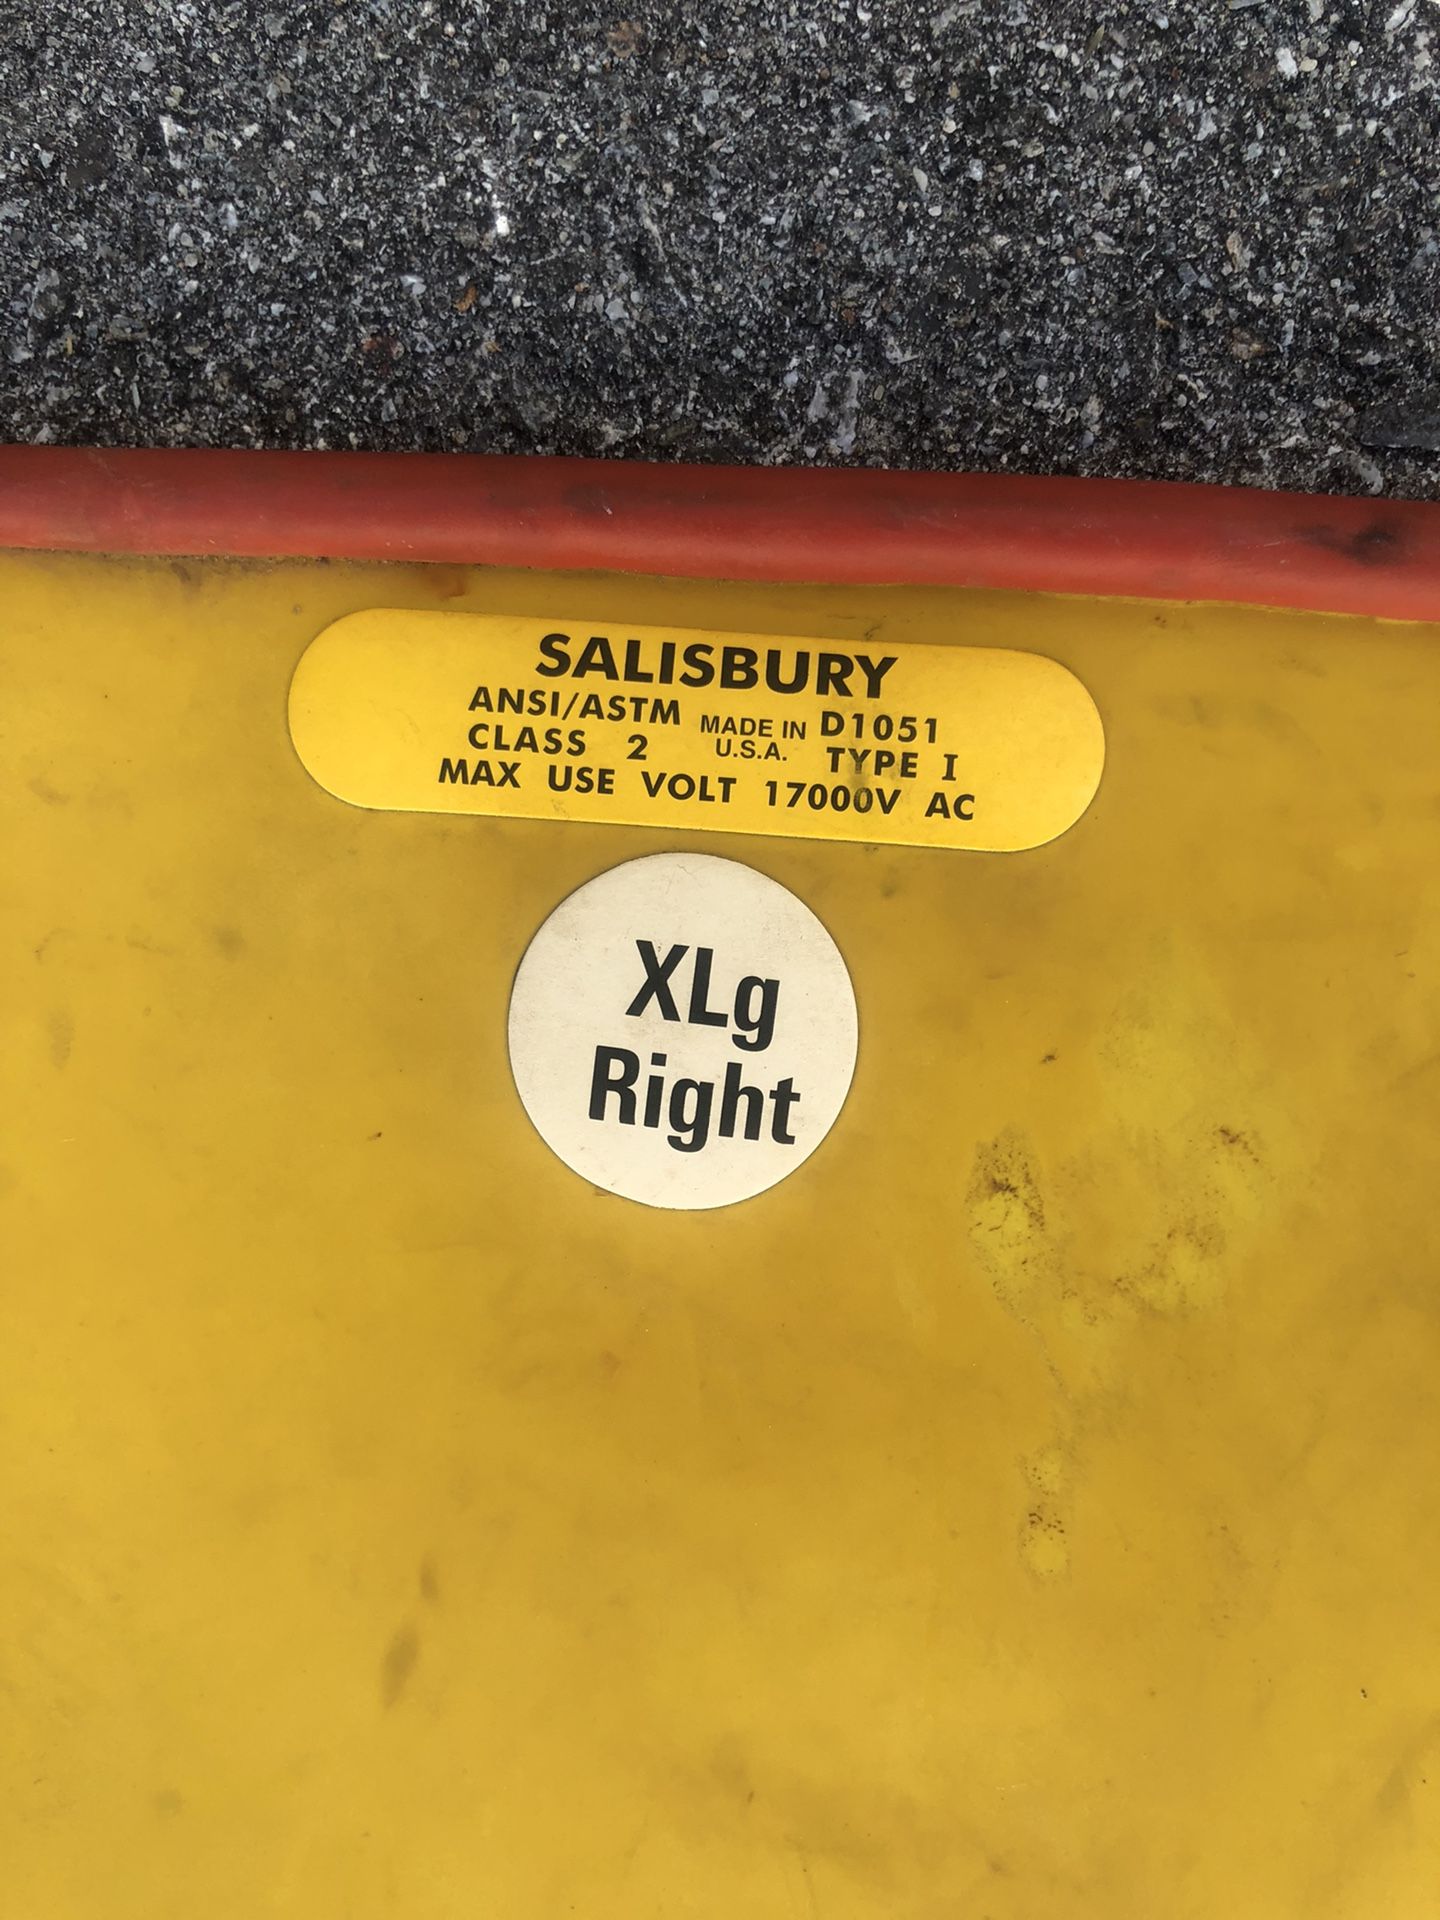 SALISBURY
ANSI/ASTM MADE IN D1051
CLASS 2 U.S.A. TYPE I
MAX USE VOLT 17000V AC
XLg
Right